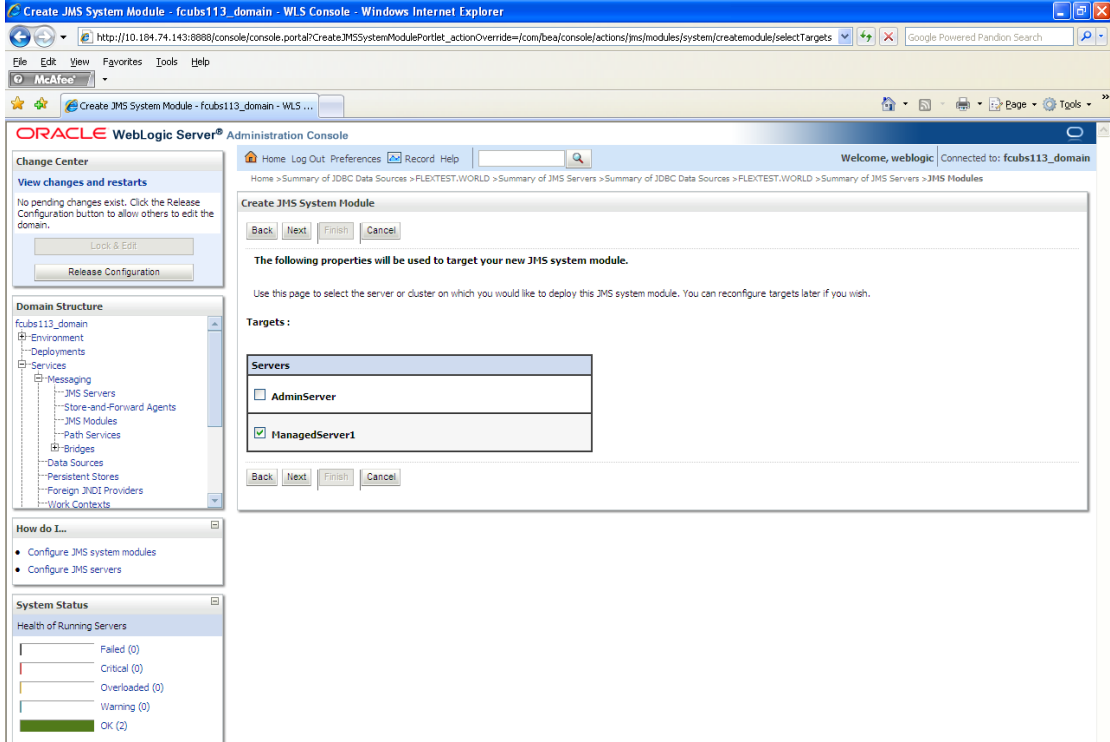 Create JMS System Module - fcubs113_domain - WLS Console - Windows Internet Explorer
http://10.184.74.143:8888/console/console.portal?CreateJMSSystemModulePortlet_actionOverride=/com/bea/console/actions/jms/modules/system/createmodule/selectTargets
Google Powered Pandion Search
File Edit View Favorites Tools Help
McAfee
Create JMS System Module - fcubs113_domain - WLS ...
Page Tools »
ORACLE WebLogic Server® Administration Console
Change Center
View changes and restarts
No pending changes exist. Click the Release
Configuration button to allow others to edit the
domain.
Lock & Edit
Release Configuration
Domain Structure
fcubs113_domain
Environment
Deployments
Services
Messaging
JMS Servers
Store-and-Forward Agents
JMS Modules
Path Services
Bridges
Data Sources
Persistent Stores
Foreign JNDI Providers
Work Contexts
How do I...
Configure JMS system modules
Configure JMS servers
System Status
Health of Running Servers
Failed (0)
Critical (0)
Overloaded (0)
Warning (0)
OK (2)
Home Log Out Preferences Record Help
Welcome, weblogic Connected to: fcubs113_domain
Home >Summary of JDBC Data Sources >FLEXTEST.WORLD >Summary of JMS Servers >Summary of JDBC Data Sources >FLEXTEST.WORLD >Summary of JMS Servers >JMS Modules
Create JMS System Module
Back Next Finish Cancel
The following properties will be used to target your new JMS system module.
Use this page to select the server or cluster on which you would like to deploy this JMS system module. You can reconfigure targets later if you wish.
Targets :
Servers
AdminServer
ManagedServer1
Back Next Finish Cancel